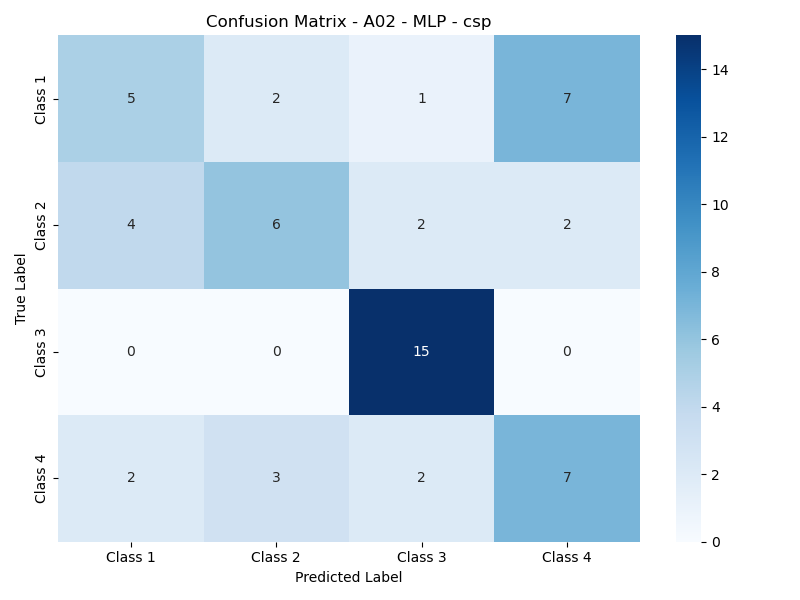 Confusion Matrix - A02 - MLP - csp
True Label
Class 1
5 2 1 7
Class 2
4 6 2 2
Class 3
0 0 15 0
Class 4
2 3 2 7
Class 1 Class 2 Class 3 Class 4
Predicted Label
14
12
10
8
6
4
2
0